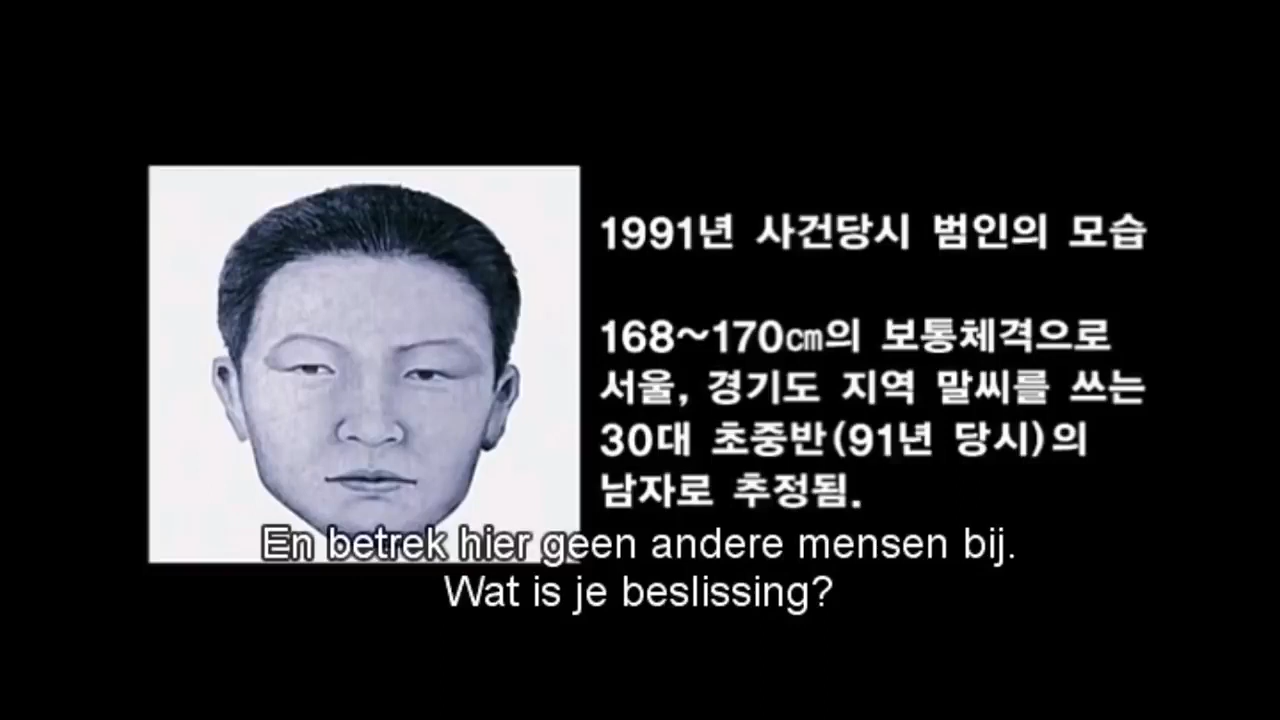 1991년 사건당시 범인의 모습
168~170㎝의 보통체격으로
서울, 경기도 지역 말씨를 쓰는
30대 초중반(91년 당시)의
남자로 추정됨.
En betrek hier geen andere mensen bij.
Wat is je beslissing?